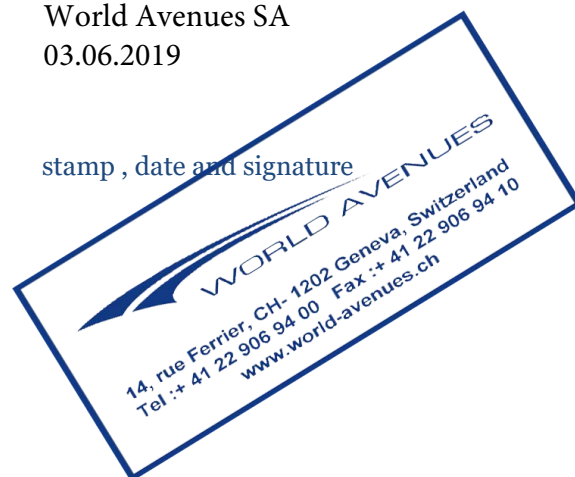 World Avenues SA
03.06.2019
stamp , date and signature
WORLD AVENUES
14, rue Ferrier, CH- 1202 Geneva, Switzerland
Tel :+ 41 22 906 94 00 Fax :+ 41 22 906 94 10
www.world-avenues.ch